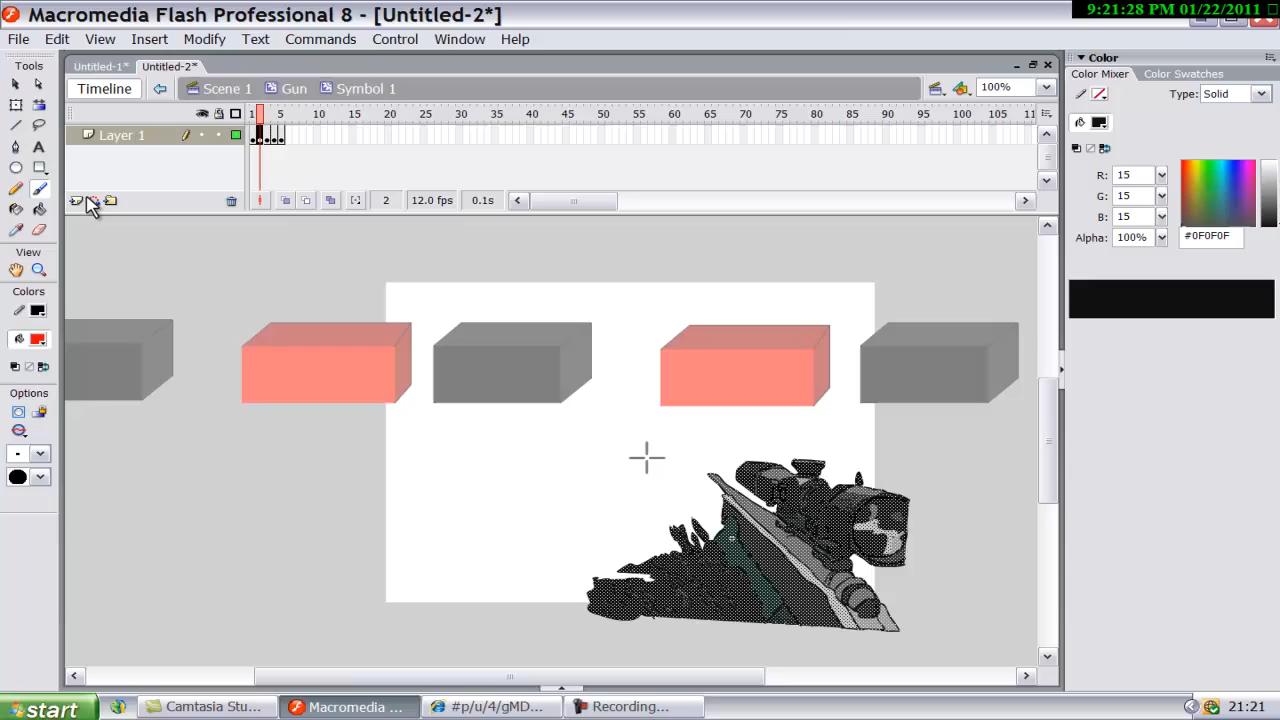 Macromedia Flash Professional 8 - [Untitled-2*]
9:21:28 PM 01/22/2011
File Edit View Insert Modify Text Commands Control Window Help
Tools
Untitled-1* Untitled-2*
Color
Color Mixer Color Swatches
Timeline Scene 1 Gun Symbol 1 100%
Type: Solid
1 5 10 15 20 25 30 35 40 45 50 55 60 65 70 75 80 85 90 95 100 105 11
Layer 1
R: 15
G: 15
B: 15
Alpha: 100% #0F0F0F
2 12.0 fps 0.1s
View
Colors
Options
start Camtasia Stu... Macromedia ... #p/u/4/gMD... Recording... 21:21